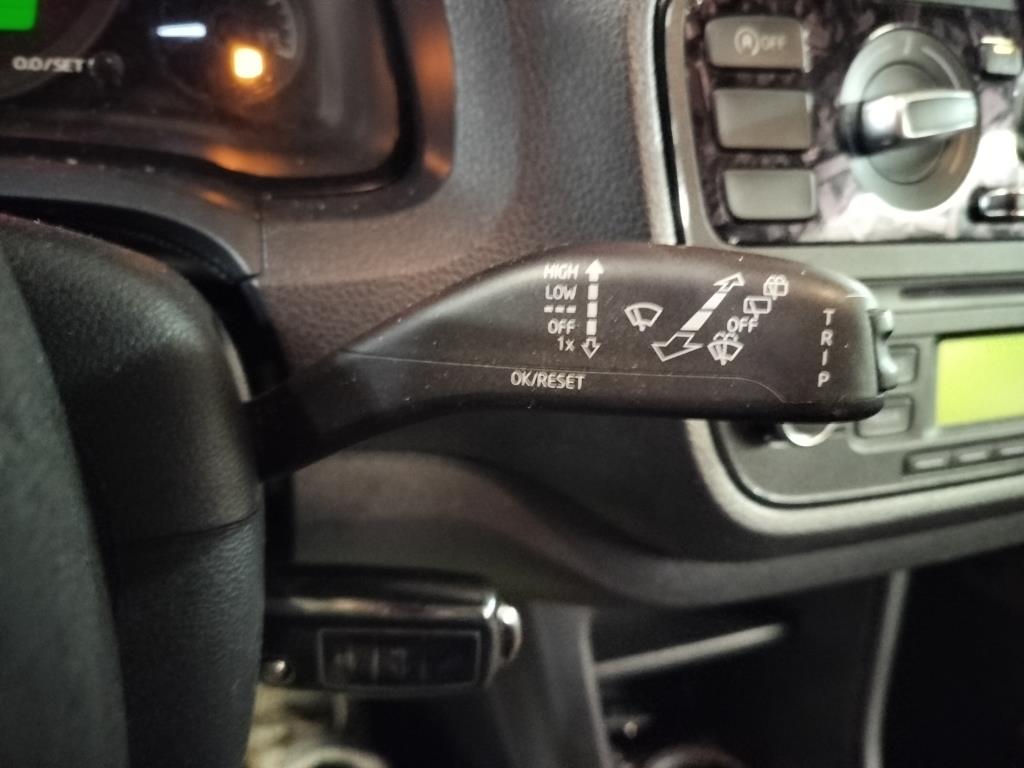 0.0/SET
OFF
HIGH
LOW
OFF
1x
OFF
TRIP
OK/RESET